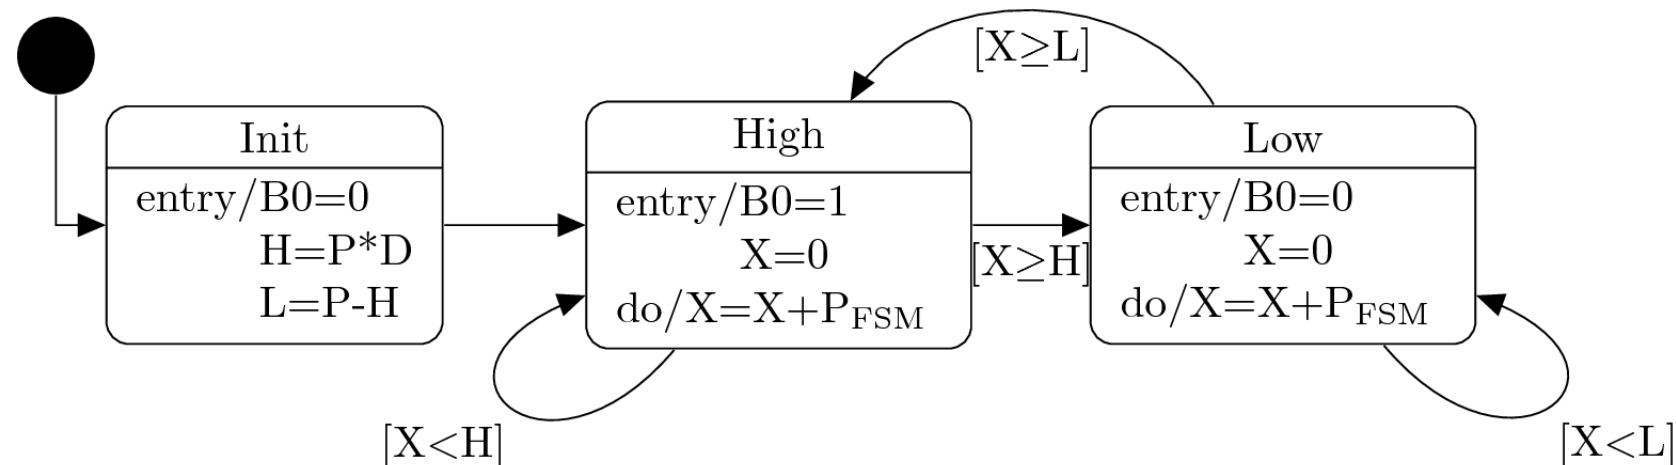 Init
entry/B0=0
H=P*D
L=P-H
High
entry/B0=1
X=0
do/X=X+P_FSM
[X<H]
[X≥H]
[X≥L]
Low
entry/B0=0
X=0
do/X=X+P_FSM
[X<L]